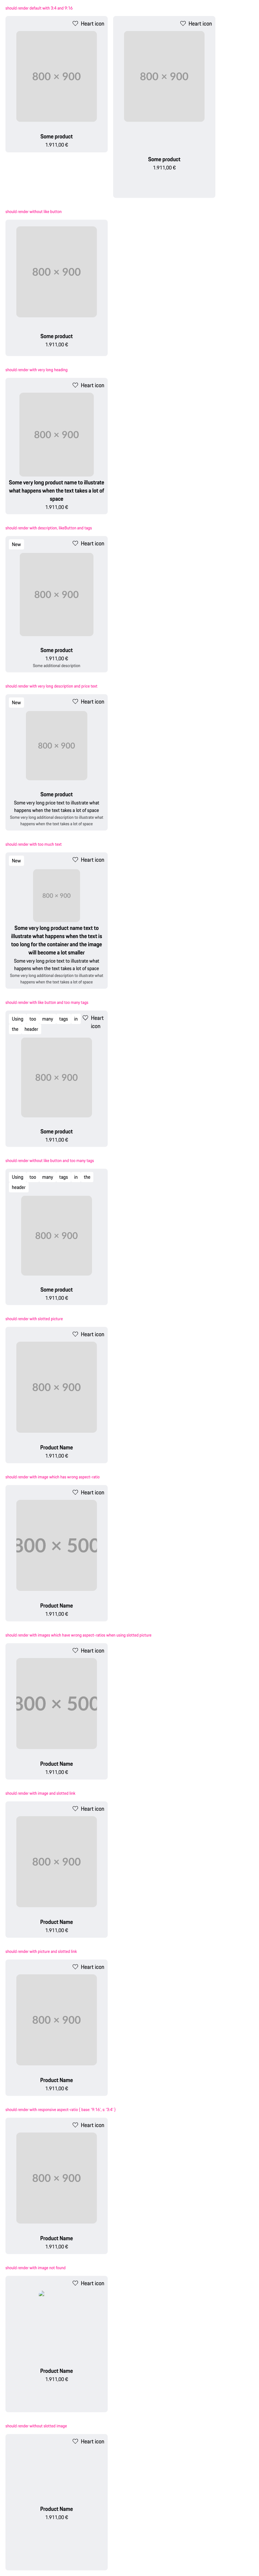 should render default with 3:4 and 9:16
Heart icon
Heart icon
800 × 900
800 × 900
Some product
1.911,00 €
Some product
1.911,00 €
should render without like button
800 × 900
Some product
1.911,00 €
should render with very long heading
Heart icon
800 × 900
Some very long product name to illustrate
what happens when the text takes a lot of
space
1.911,00 €
should render with description, likeButton and tags
New
Heart icon
800 × 900
Some product
1.911,00 €
Some additional description
should render with very long description and price text
New
Heart icon
800 × 900
Some product
Some very long price text to illustrate what
happens when the text takes a lot of space
Some very long additional description to illustrate what
happens when the text takes a lot of space
should render with too much text
New
Heart icon
800 × 900
Some very long product name text to
illustrate what happens when the text is
too long for the container and the image
will become a lot smaller
Some very long price text to illustrate what
happens when the text takes a lot of space
Some very long additional description to illustrate what
happens when the text takes a lot of space
should render with like button and too many tags
Using too many tags in
the header
Heart
icon
800 × 900
Some product
1.911,00 €
should render without like button and too many tags
Using too many tags in the
header
800 × 900
Some product
1.911,00 €
should render with slotted picture
Heart icon
800 × 900
Product Name
1.911,00 €
should render with image which has wrong aspect-ratio
Heart icon
800 × 500
Product Name
1.911,00 €
should render with images which have wrong aspect-ratios when using slotted picture
Heart icon
800 × 500
Product Name
1.911,00 €
should render with image and slotted link
Heart icon
800 × 900
Product Name
1.911,00 €
should render with picture and slotted link
Heart icon
800 × 900
Product Name
1.911,00 €
should render with responsive aspect-ratio { base: '9:16', s: '3:4' }
Heart icon
800 × 900
Product Name
1.911,00 €
should render with image not found
Heart icon
Product Name
1.911,00 €
should render without slotted image
Heart icon
Product Name
1.911,00 €